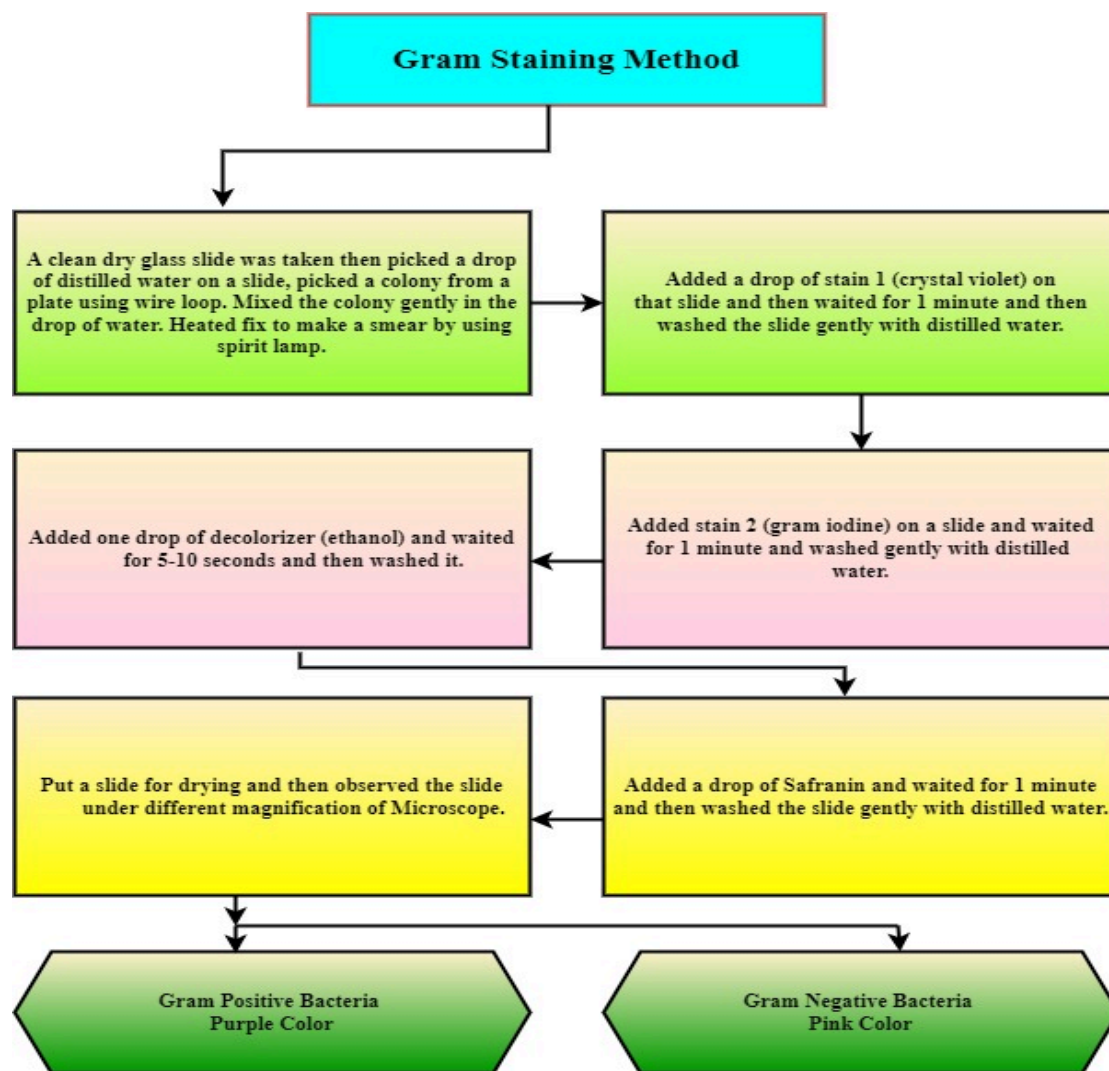 Gram Staining Method
A clean dry glass slide was taken then picked a drop
of distilled water on a slide, picked a colony from a
plate using wire loop. Mixed the colony gently in the
drop of water. Heated fix to make a smear by using
spirit lamp.
Added a drop of stain 1 (crystal violet) on
that slide and then waited for 1 minute and then
washed the slide gently with distilled water.
Added stain 2 (gram iodine) on a slide and waited
for 1 minute and washed gently with distilled
water.
Added one drop of decolorizer (ethanol) and waited
for 5-10 seconds and then washed it.
Added a drop of Safranin and waited for 1 minute
and then washed the slide gently with distilled water.
Put a slide for drying and then observed the slide
under different magnification of Microscope.
Gram Positive Bacteria
Purple Color
Gram Negative Bacteria
Pink Color